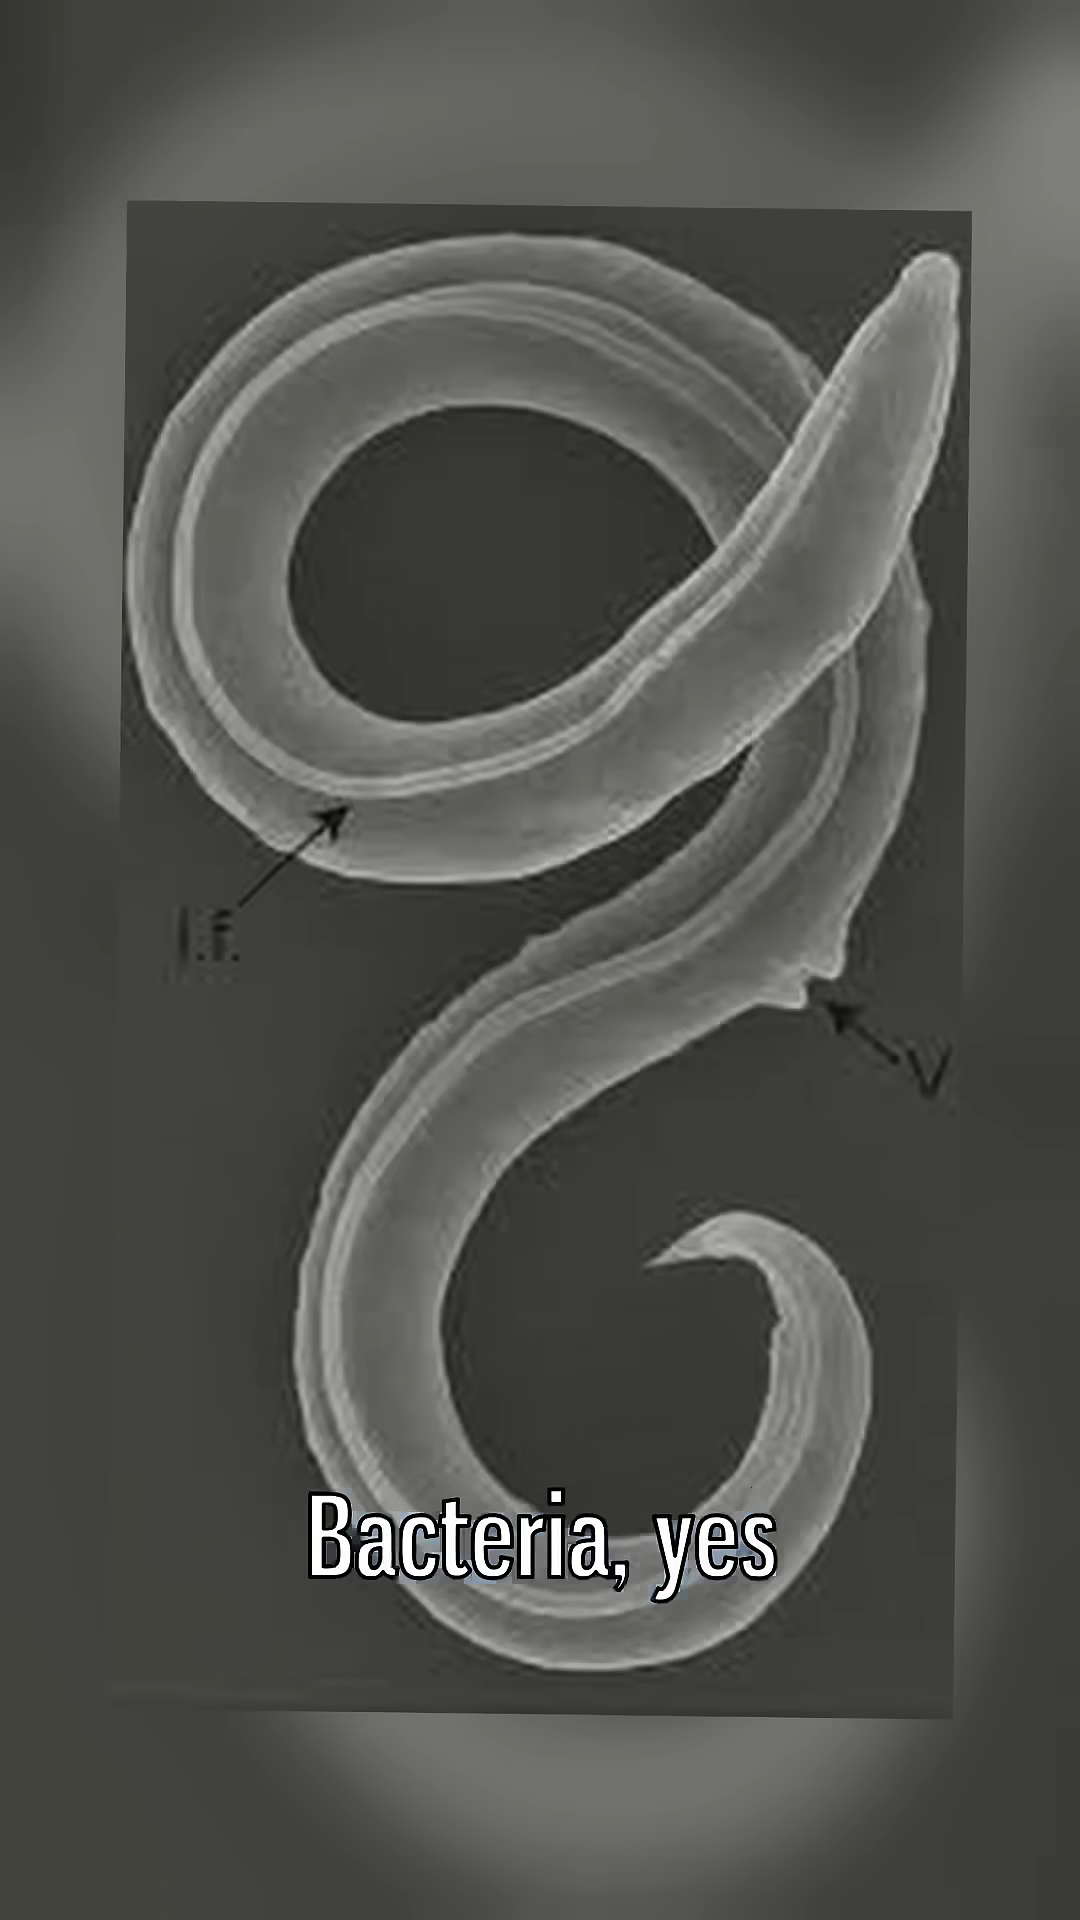 l.f.
V
Bacteria, yes